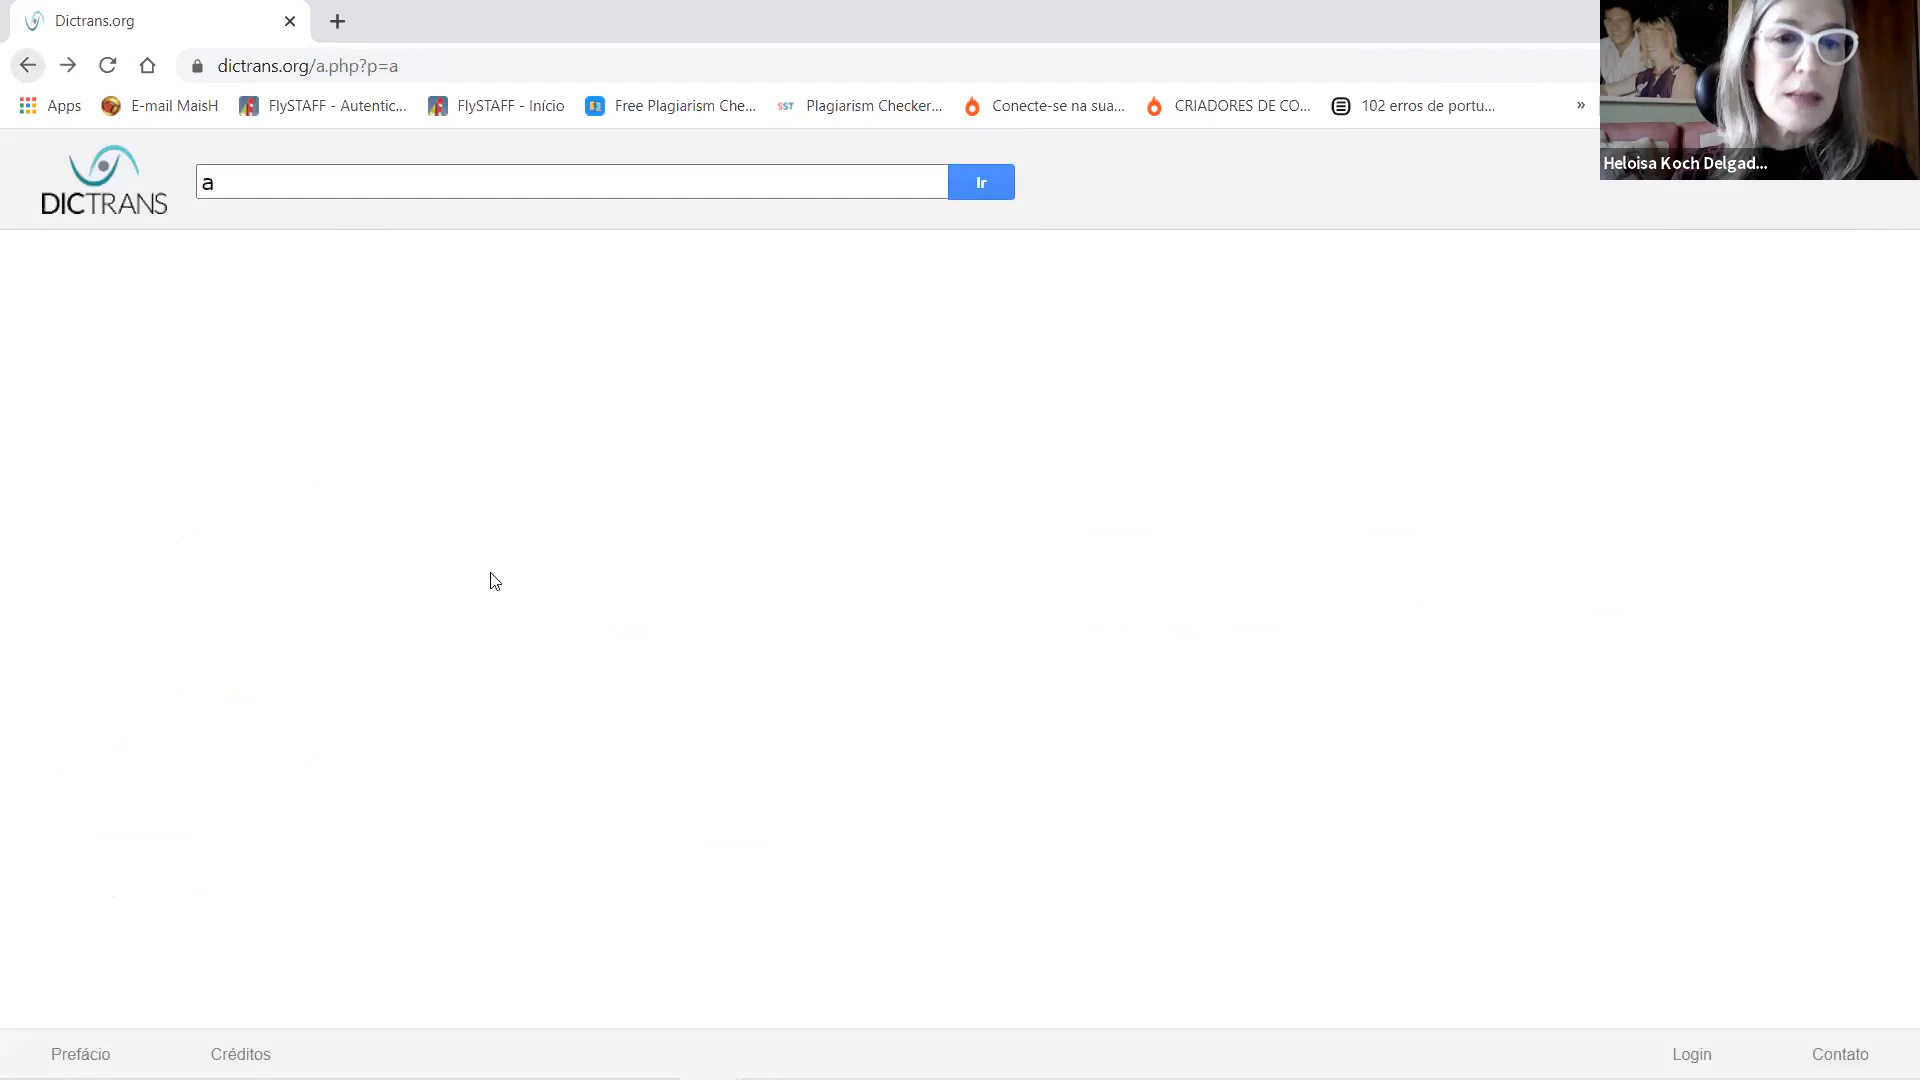 Dictrans.org
dictrans.org/a.php?p=a
Apps E-mail MaisH FlySTAFF - Autentic... FlySTAFF - Início Free Plagiarism Che... SST Plagiarism Checker... Conecte-se na sua... CRIADORES DE CO... 102 erros de portu... »
Heloisa Koch Delgad...
DICTRANS
a
Ir
Prefácio Créditos Login Contato